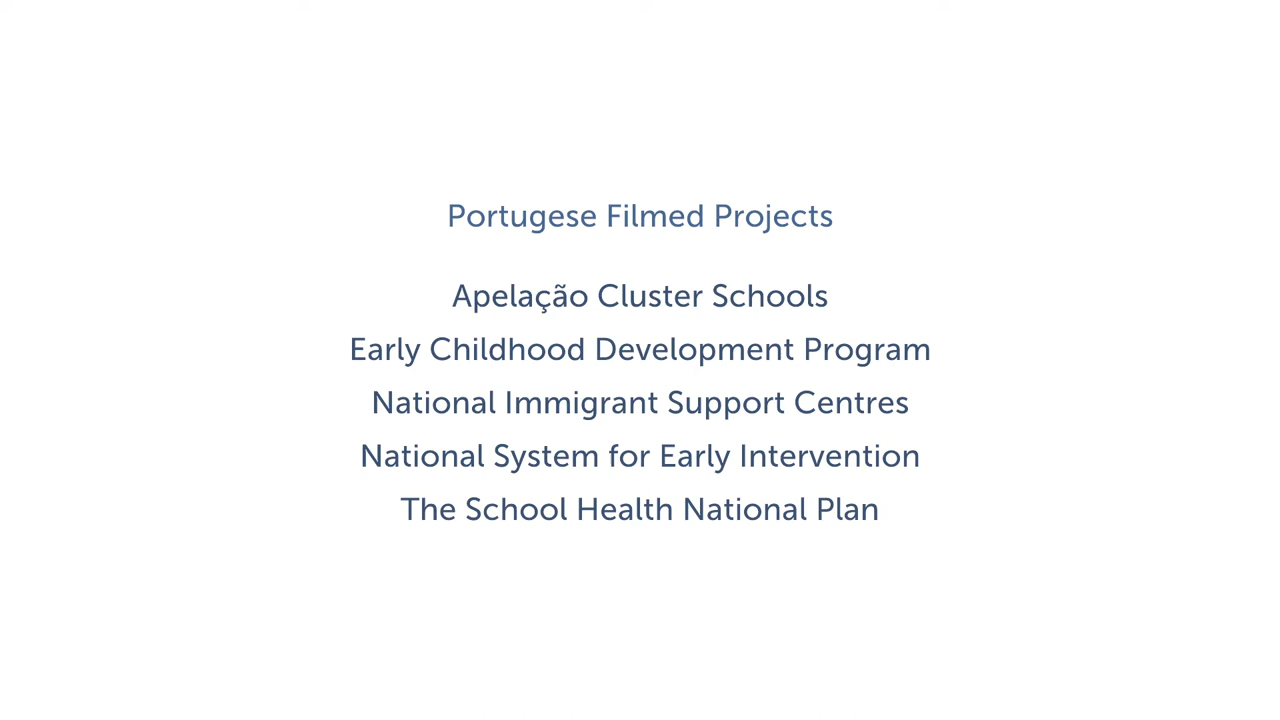 Portugese Filmed Projects
Apelação Cluster Schools
Early Childhood Development Program
National Immigrant Support Centres
National System for Early Intervention
The School Health National Plan